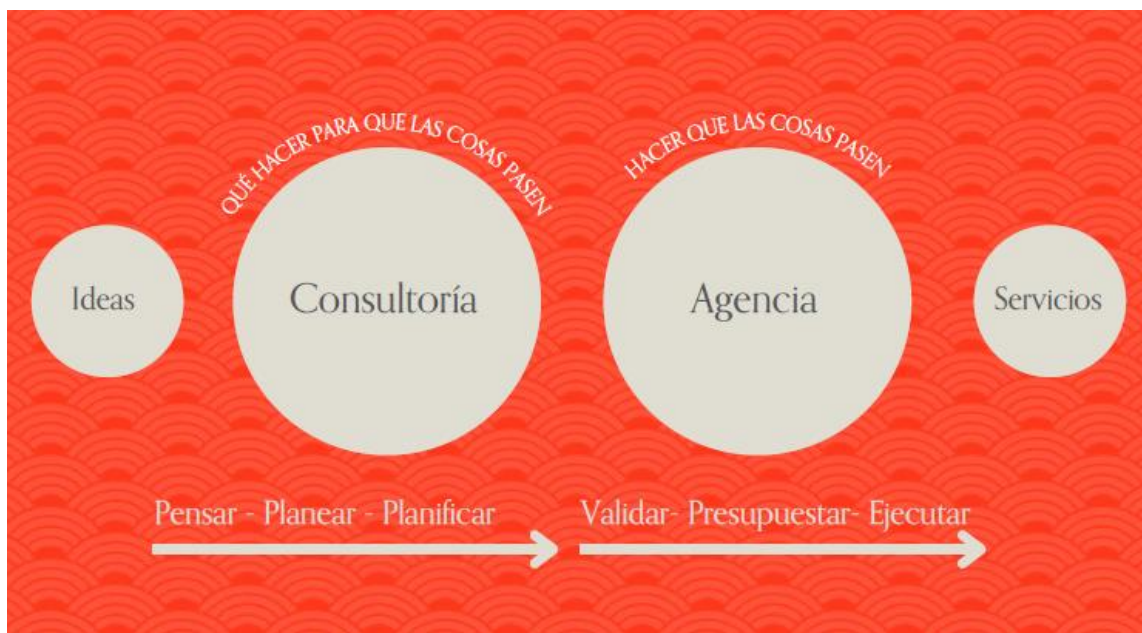 QUÉ HACER PARA QUE LAS COSAS PASEN
HACER QUE LAS COSAS PASEN
Ideas
Consultoría
Agencia
Servicios
Pensar - Planear - Planificar
Validar- Presupuestar- Ejecutar